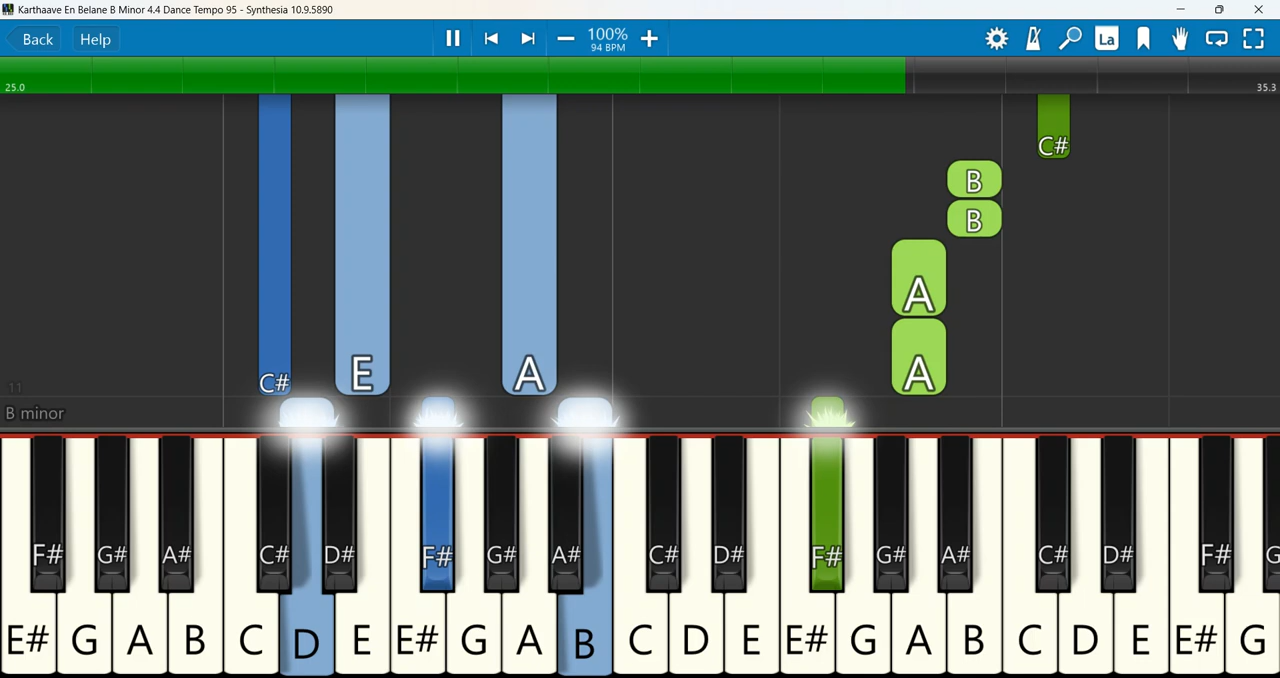 Karthaave En Belane B Minor 4.4 Dance Tempo 95 - Synthesia 10.9.5890
Back Help 100% La
94 BPM
25.0 35.3
C#
B
B
A
C# E A A
11
B minor
F# G# A# C# D# F# G# A# C# D# F# G# A# C# D# F# G
E# G A B C D E E# G A B C D E E# G A B C D E E# G